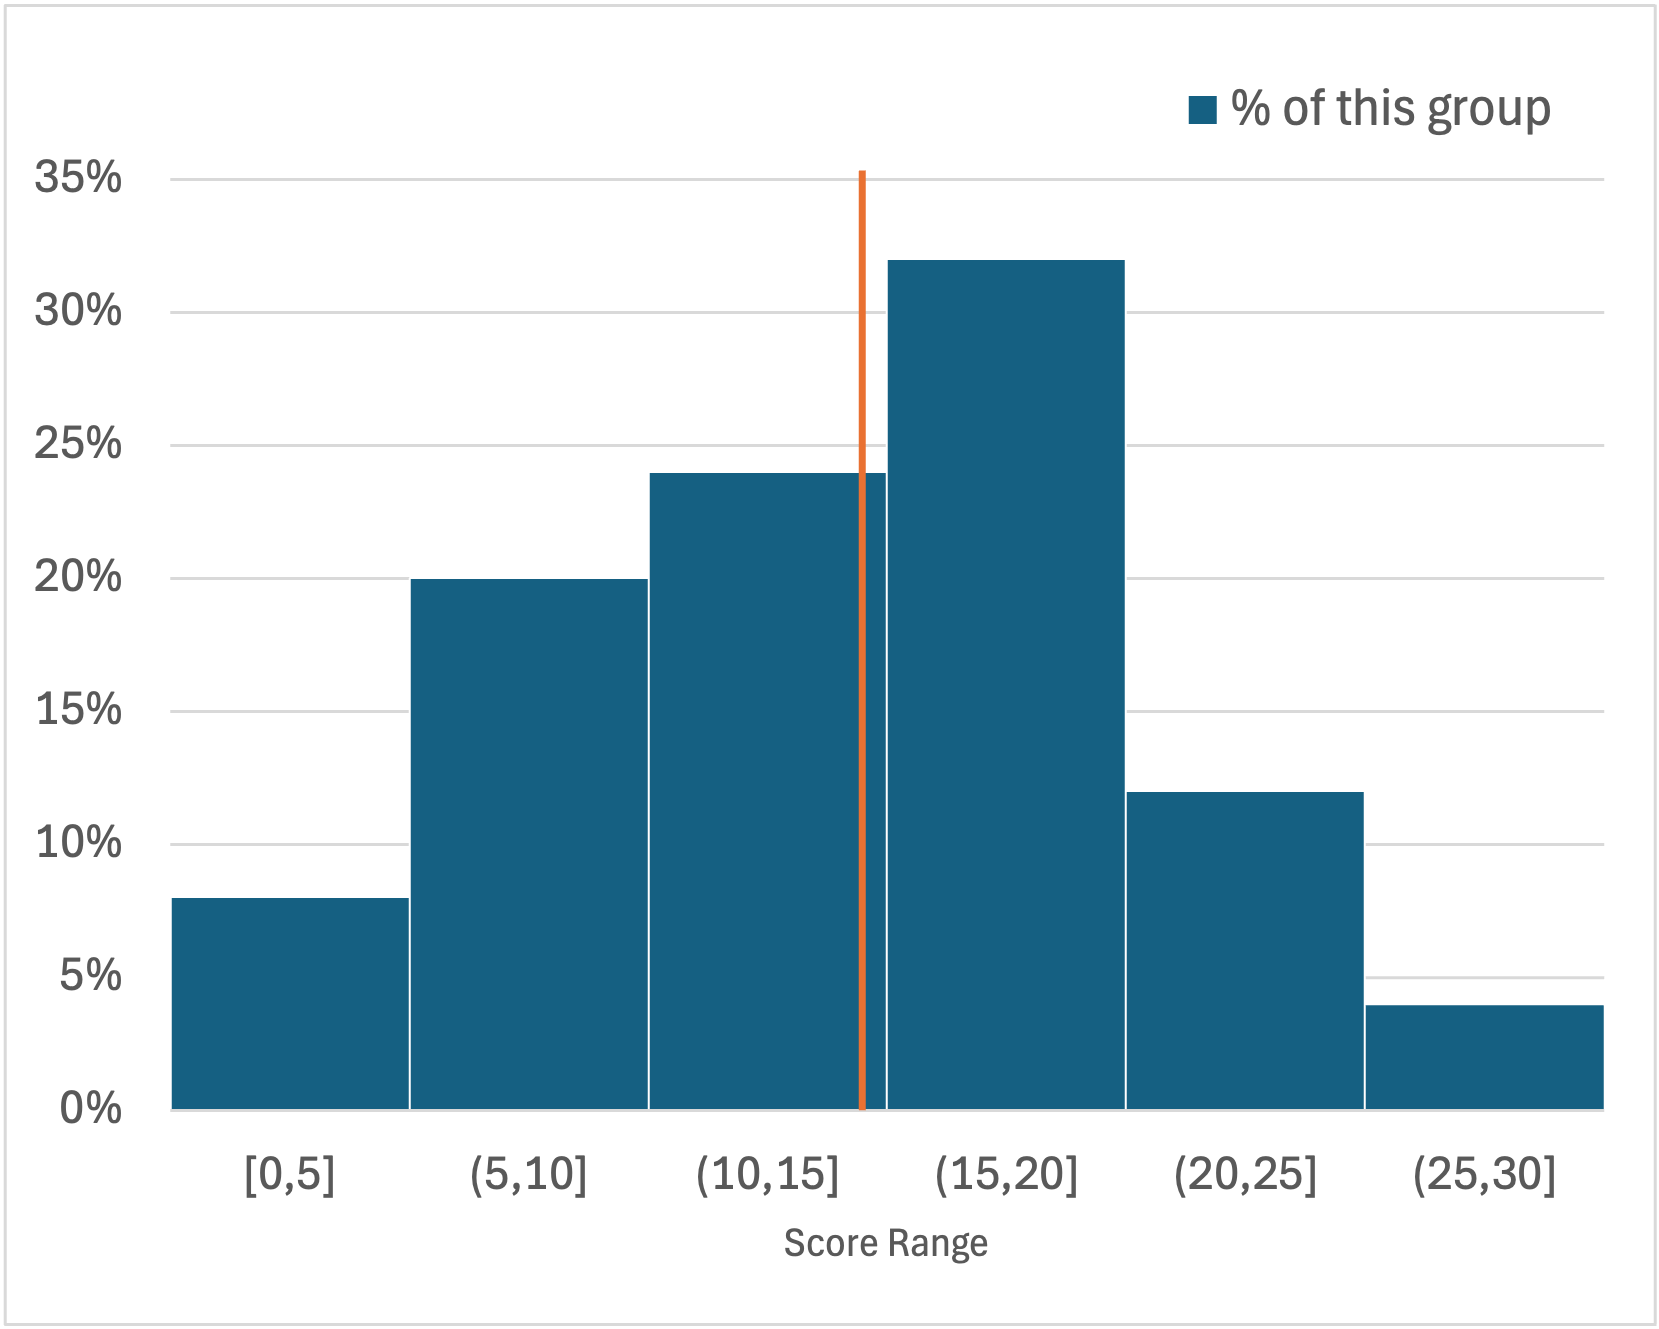 % of this group
35%
30%
25%
20%
15%
10%
5%
0%
[0,5] (5,10] (10,15] (15,20] (20,25] (25,30]
Score Range